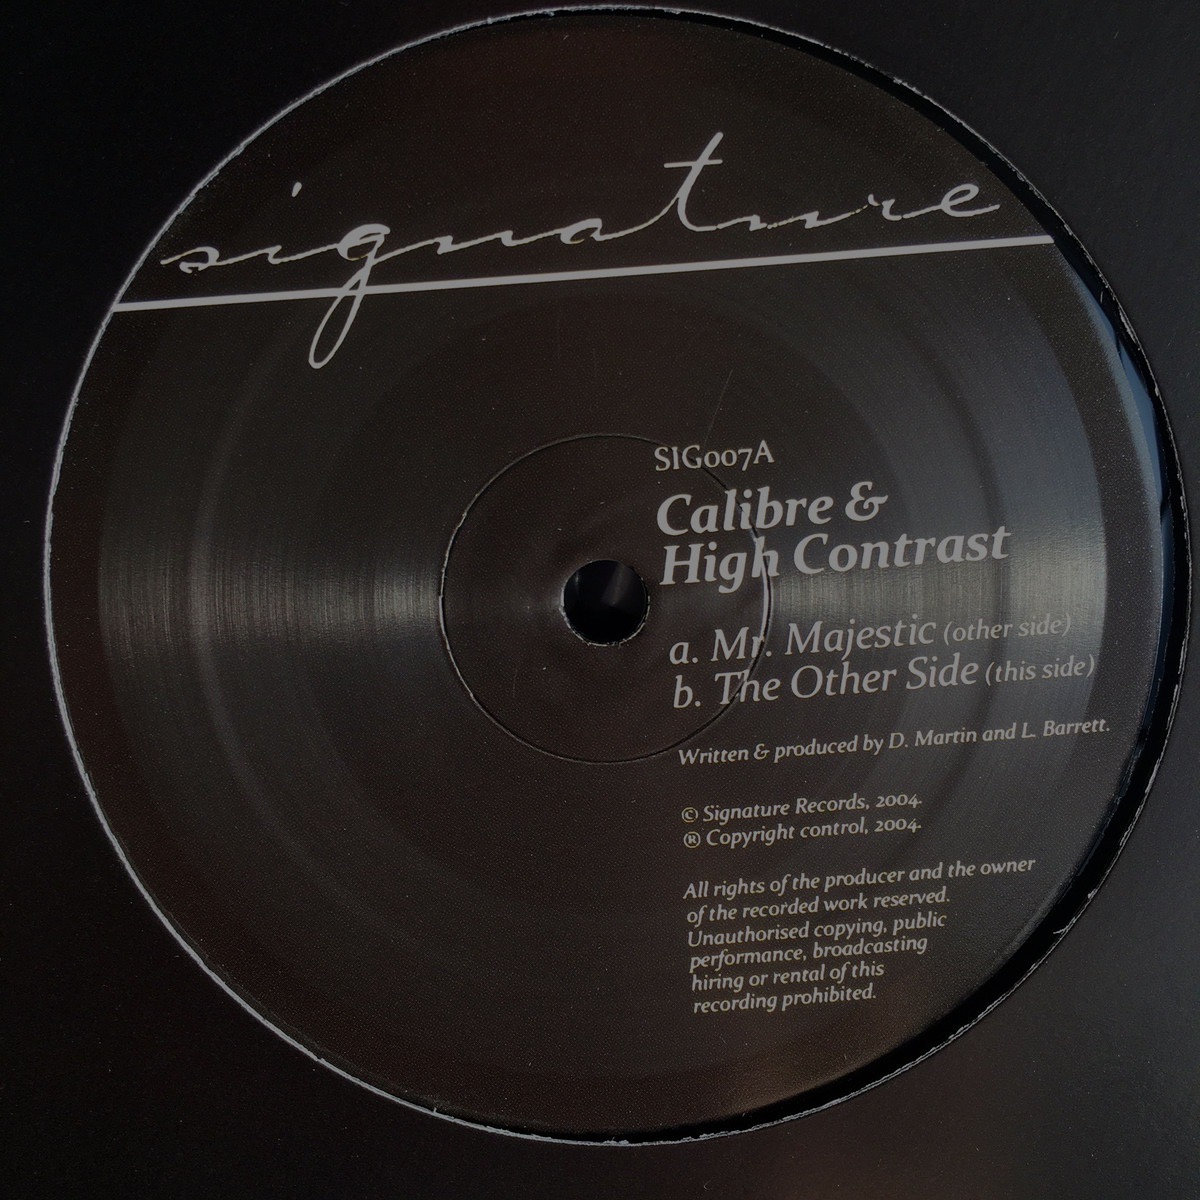 signature
SIG007A
Calibre &
High Contrast
a. Mr. Majestic (other side)
b. The Other Side (this side)
Written & produced by D. Martin and L. Barrett.
© Signature Records, 2004.
® Copyright control, 2004.
All rights of the producer and the owner
of the recorded work reserved.
Unauthorised copying, public
performance, broadcasting
hiring or rental of this
recording prohibited.